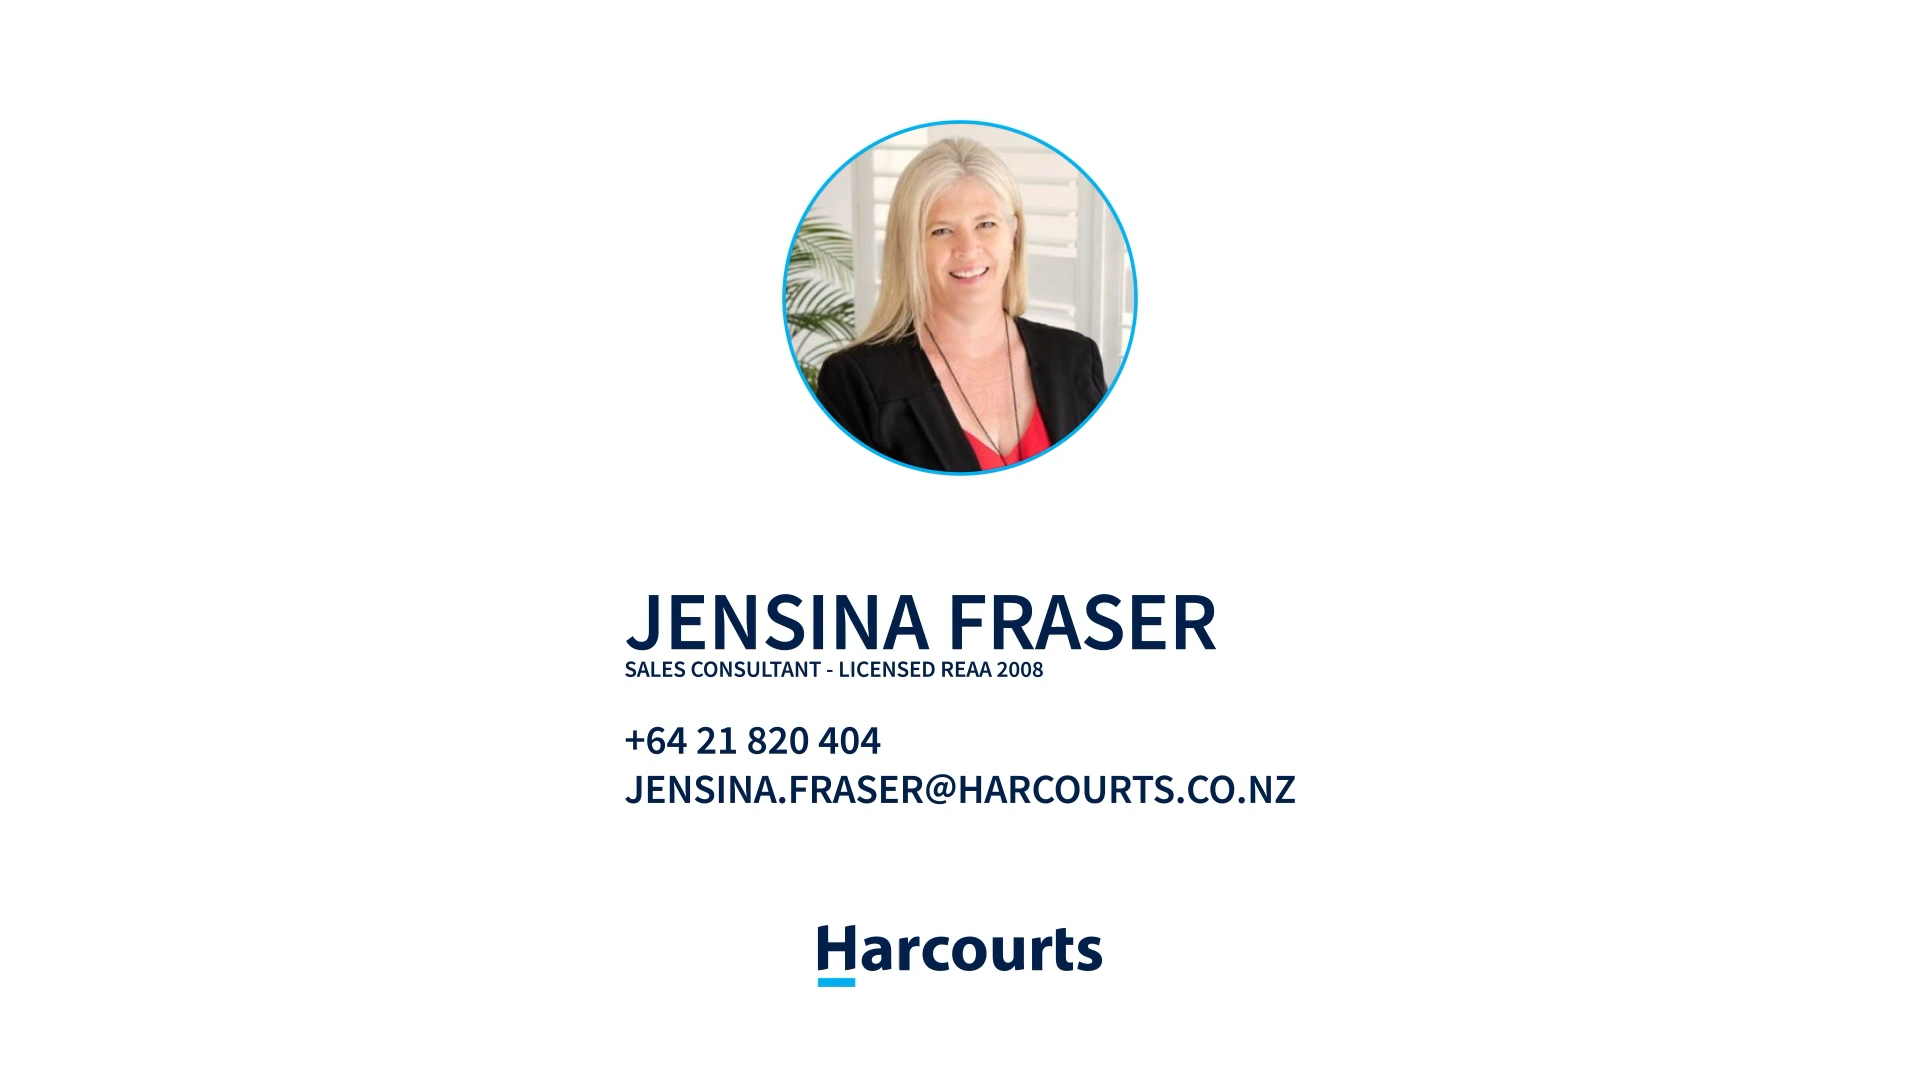 JENSINA FRASER
SALES CONSULTANT - LICENSED REAA 2008
+64 21 820 404
JENSINA.FRASER@HARCOURTS.CO.NZ
Harcourts